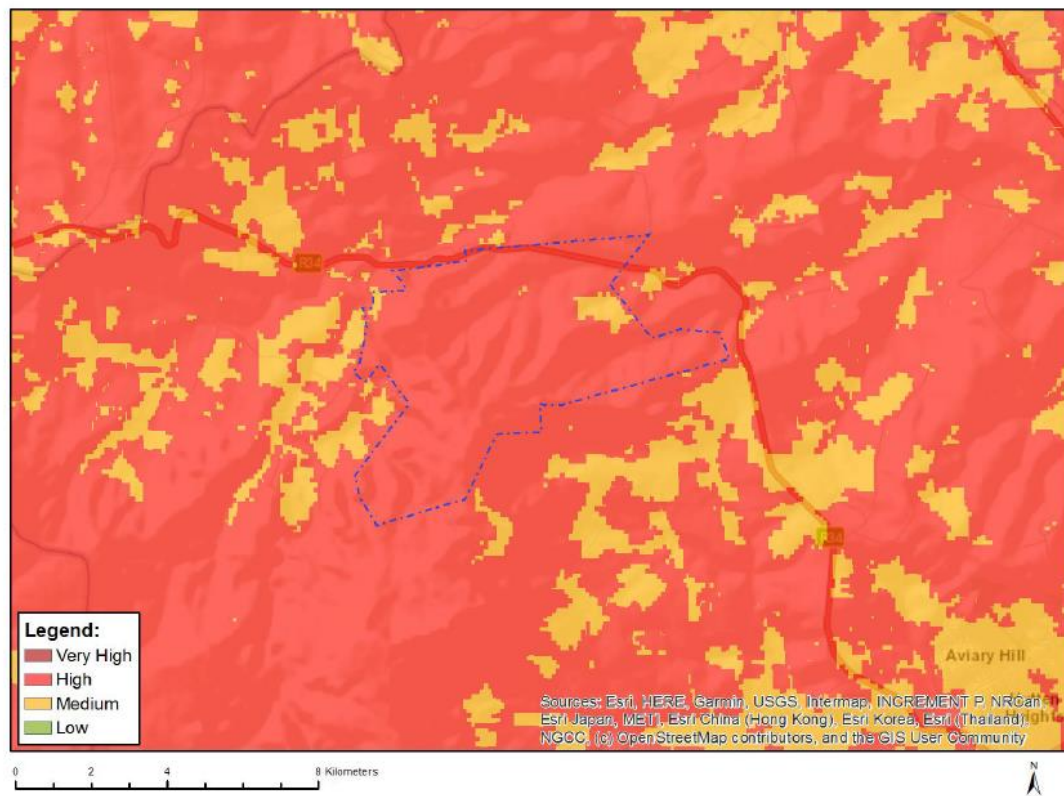 R34
R34
Legend:
Very High
High
Medium
Low
Aviary Hill
Sources: Esri, HERE, Garmin, USGS, Intermap, INCREMENT P, NRCan,
Esri Japan, METI, Esri China (Hong Kong), Esri Korea, Esri (Thailand),
NGCC, (c) OpenStreetMap contributors, and the GIS User Community
0 2 4 8 Kilometers
N